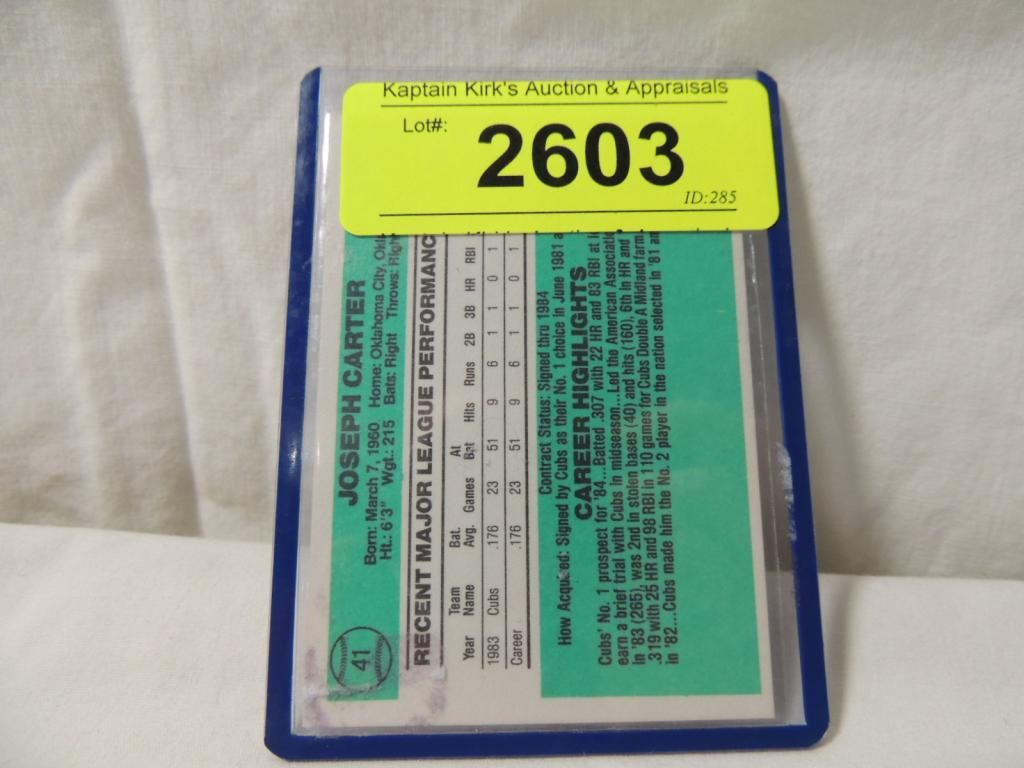 Kaptain Kirk's Auction & Appraisals
Lot#:
2603
ID:285
41
JOSEPH CARTER
Born: March 7, 1960 Home: Oklahoma City,
Ht.: 6'3" Wgt.: 215 Bats: Right Throws: Right
RECENT MAJOR LEAGUE PERFORMANC
Year Team Name Bat. Avg. Games At Bat Hits Runs 2B 3B HR RBI
1983 Cubs .176 23 51 9 6 1 1 0 1
Career .176 23 51 9 6 1 1 0 1
How Acquired: Signed by Cubs as their No. 1 choice in June 1981
Contract Status: Signed thru 1984
CAREER HIGHLIGHTS
Cubs' No. 1 prospect for '84...Batted .307 with 22 HR and 83 RBI at
earn a brief trial with Cubs in midseason...Led the American Associatio
in '83 (265), was 2nd in stolen bases (40) and hits (160), 6th in HR and
.319 with 25 HR and 98 RBI in 110 games for Cubs Double A Midland farm
in '82...Cubs made him the No. 2 player in the nation selected in '81